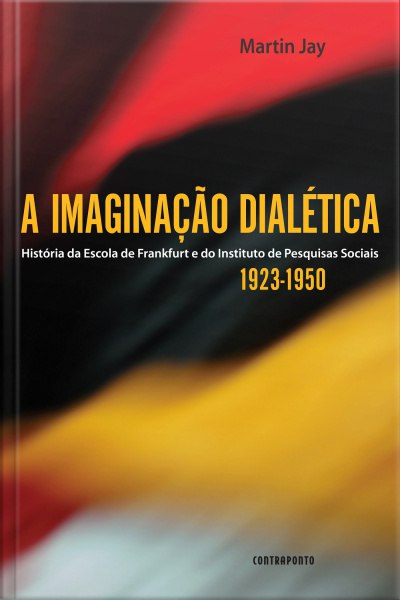 Martin Jay
A IMAGINAÇÃO DIALÉTICA
História da Escola de Frankfurt e do Instituto de Pesquisas Sociais
1923-1950
CONTRAPONTO